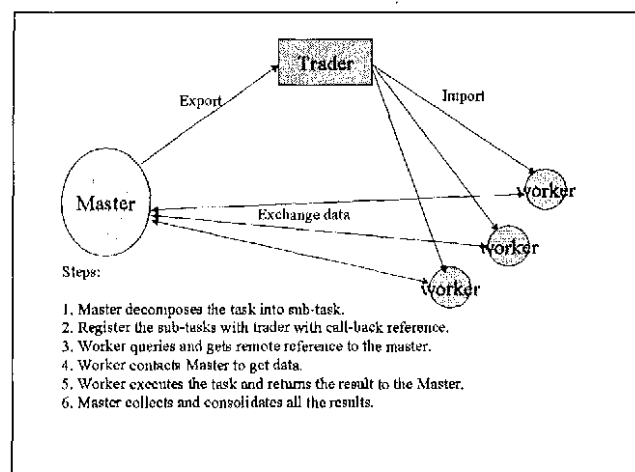 Trader
Export
Import
worker
Master
Exchange data
worker
worker
Steps:
1. Master decomposes the task into sub-task.
2. Register the sub-tasks with trader with call-back reference.
3. Worker queries and gets remote reference to the master.
4. Worker contacts Master to get data.
5. Worker executes the task and returns the result to the Master.
6. Master collects and consolidates all the results.